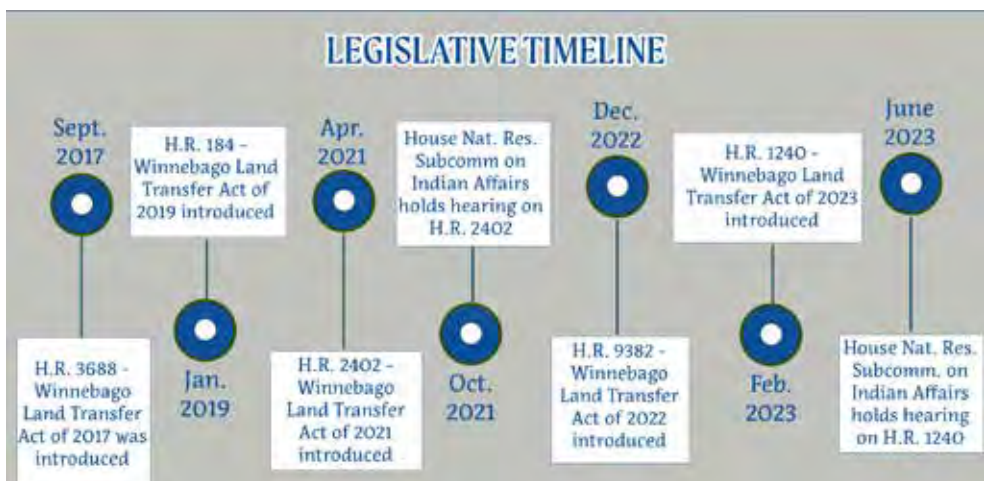 LEGISLATIVE TIMELINE
Sept.
2017
H.R. 3688 -
Winnebago
Land Transfer
Act of 2017 was
introduced
H.R. 184 -
Winnebago Land
Transfer Act of
2019 introduced
Jan.
2019
Apr.
2021
H.R. 2402 -
Winnebago
Land Transfer
Act of 2021
introduced
House Nat. Res.
Subcomm on
Indian Affairs
holds hearing on
H.R. 2402
Oct.
2021
Dec.
2022
H.R. 9382 -
Winnebago
Land Transfer
Act of 2022
introduced
H.R. 1240 -
Winnebago Land
Transfer Act of 2023
introduced
Feb.
2023
June
2023
House Nat. Res.
Subcomm. on
Indian Affairs
holds hearing
on H.R. 1240